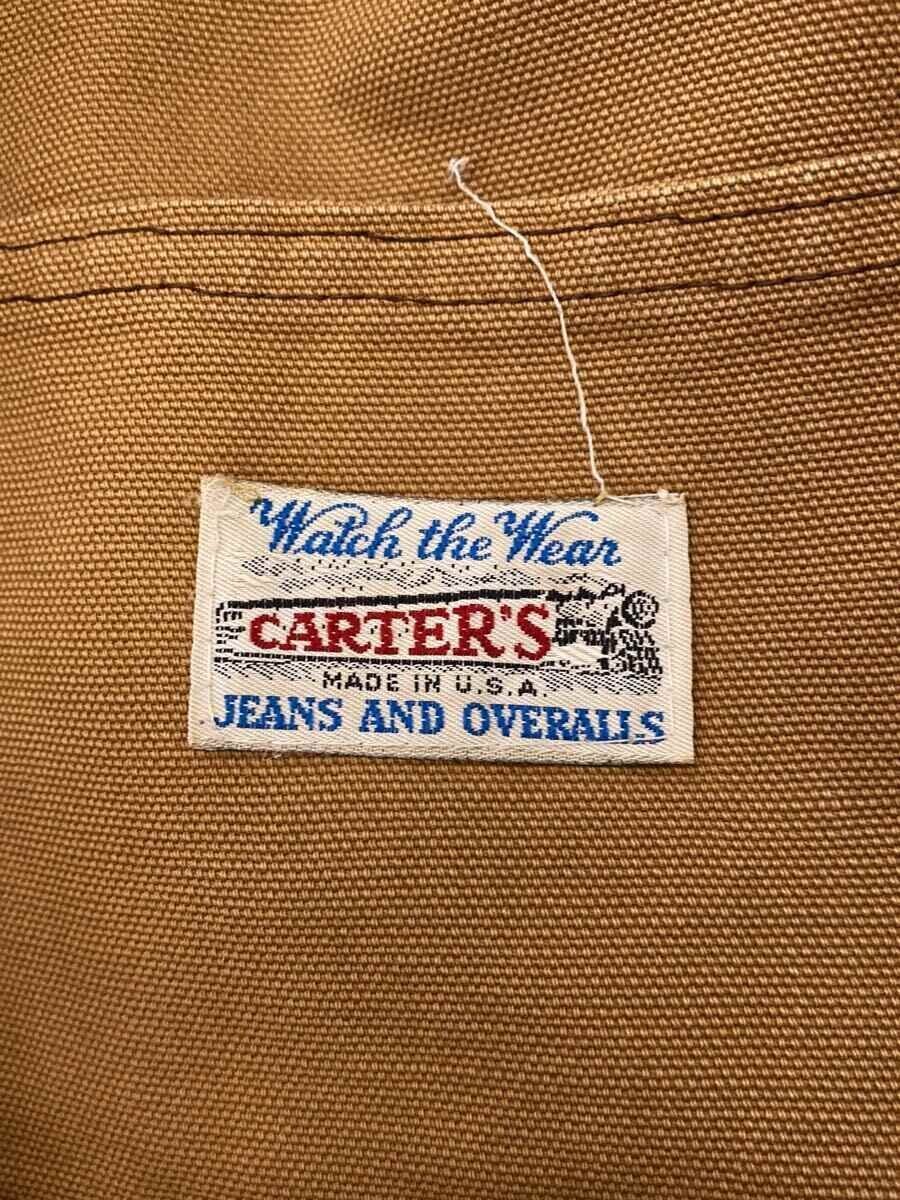 Watch the Wear
CARTER'S
MADE IN U.S.A.
JEANS AND OVERALLS